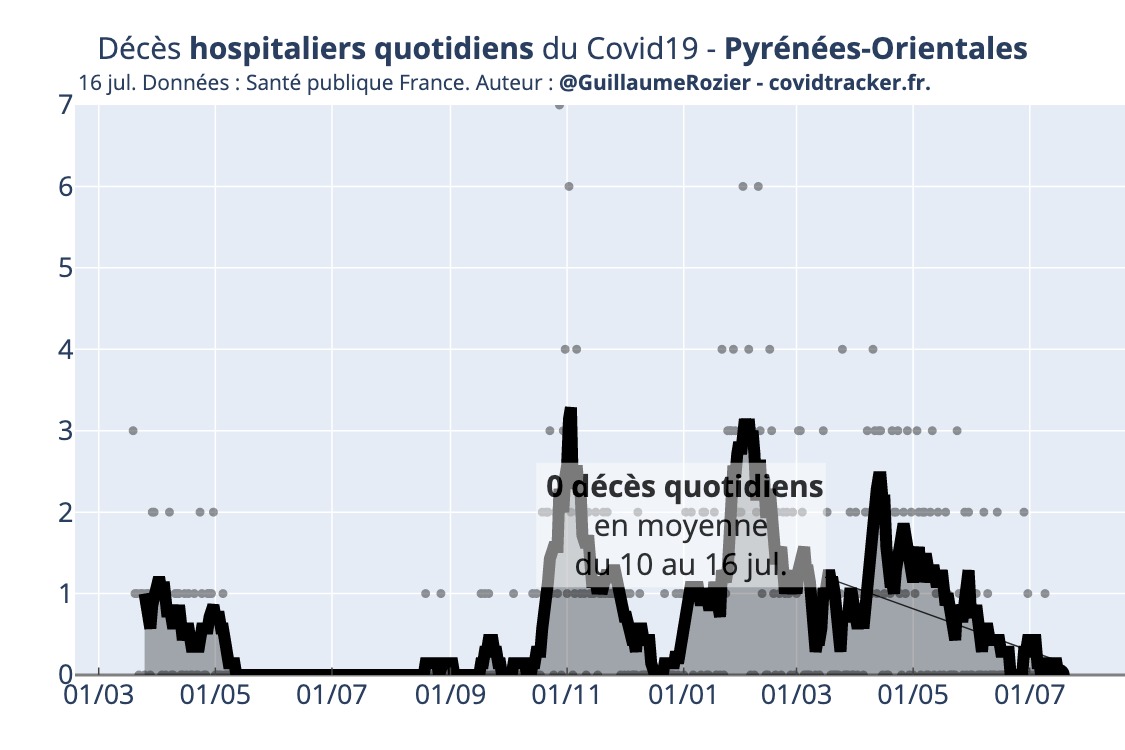 Décès hospitaliers quotidiens du Covid19 - Pyrénées-Orientales
16 jul. Données : Santé publique France. Auteur : @GuillaumeRozier - covidtracker.fr.
7
6
5
4
3
2
1
0
0 décès quotidiens
en moyenne
du 10 au 16 jul.
01/03 01/05 01/07 01/09 01/11 01/01 01/03 01/05 01/07